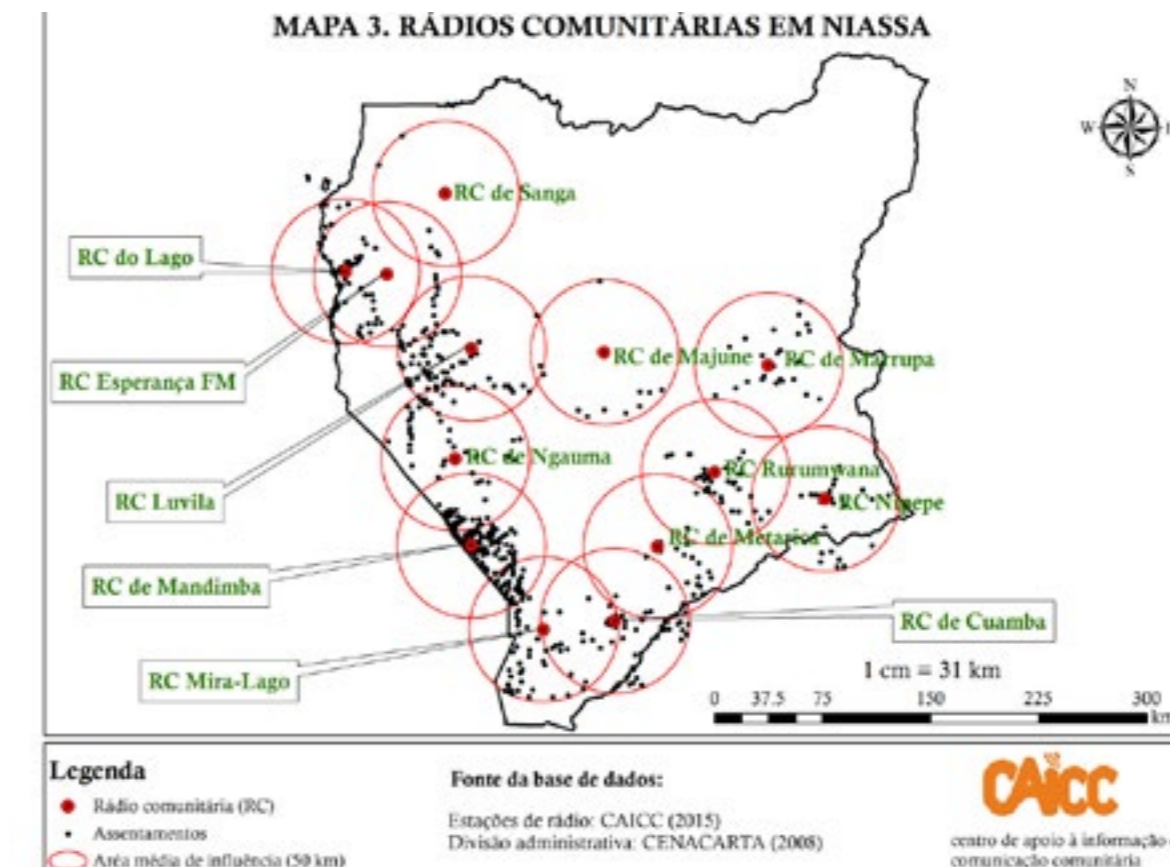 MAPA 3. RÁDIOS COMUNITÁRIAS EM NIASSA
N
W
S
RC de Sanga
RC do Lago
RC de Majune
RC de Marrupa
RC Esperança FM
RC de Ngauma
RC Rurumwana
RC Luvila
RC Nipepe
RC de Metarica
RC de Mandimba
RC de Cuamba
RC Mira-Lago
1 cm = 31 km
0 37.5 75 150 225 300
km
Legenda
Rádio comunitária (RC)
Assentamentos
Área média de influência (50 km)
Fonte da base de dados:
Estações de rádio: CAICC (2015)
Divisão administrativa: CENACARTA (2008)
CAICC
centro de apoio à informação
comunicação comunitária